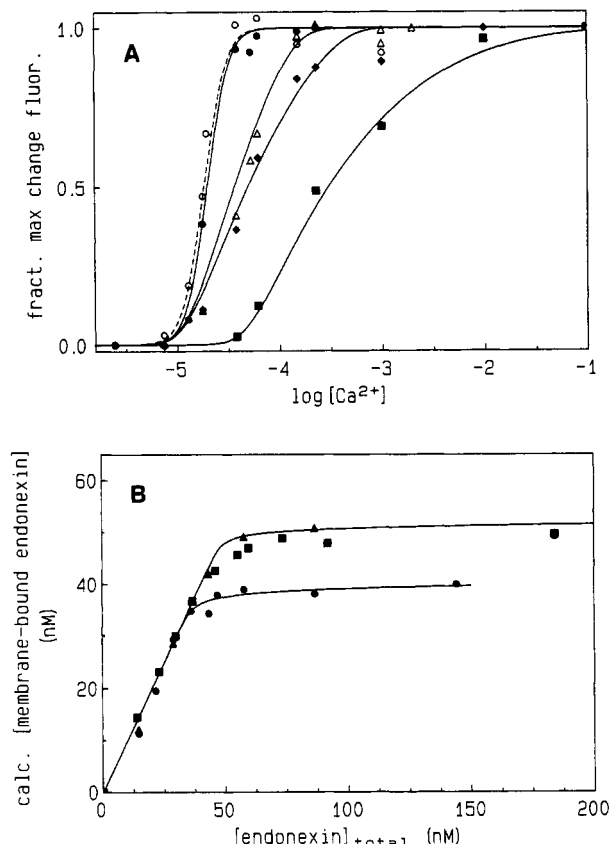 A
fract. max change fluor.
1.0
0.5
0.0
-5
-4
-3
-2
-1
log [Ca²⁺]
B
calc. [membrane-bound endonexin]
(nM)
60
40
20
0
0
50
100
150
200
[endonexin]total (nM)